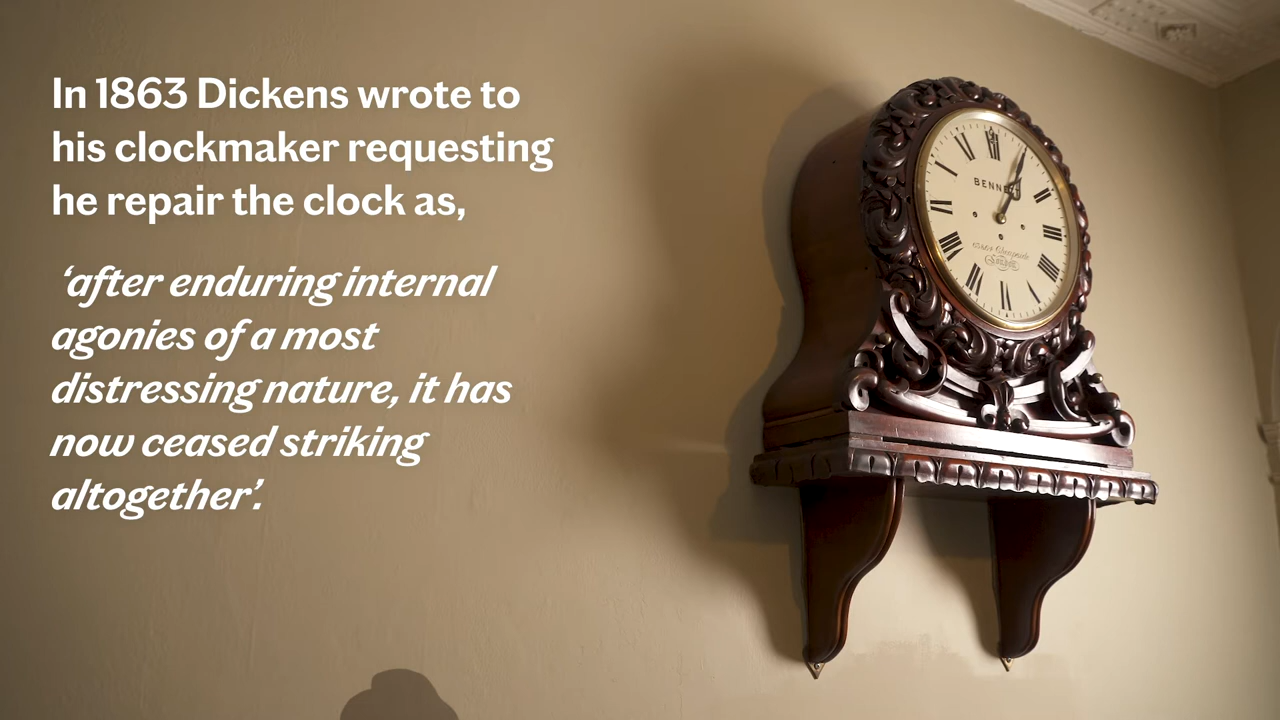 In 1863 Dickens wrote to
his clockmaker requesting
he repair the clock as,
‘after enduring internal
agonies of a most
distressing nature, it has
now ceased striking
altogether’.